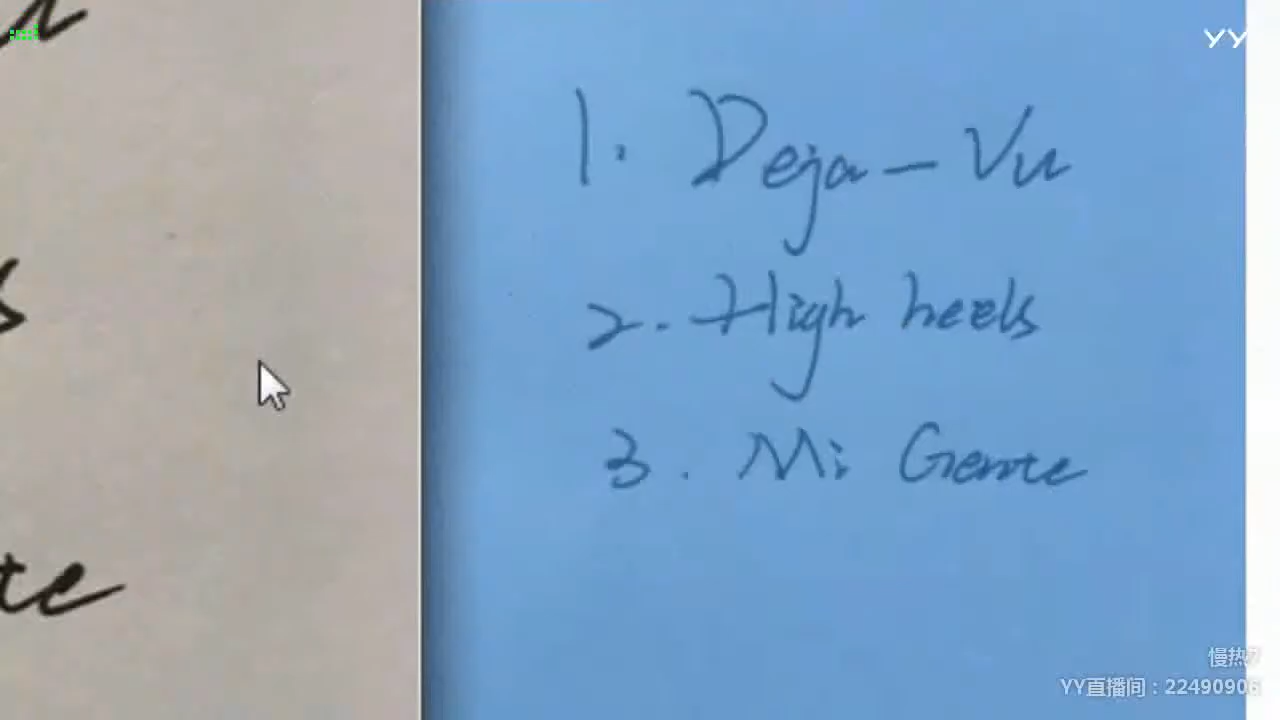 YY
1. Deja-Vu
2. High heels
3. Mi Gente
te
慢热7
YY直播间：22490906